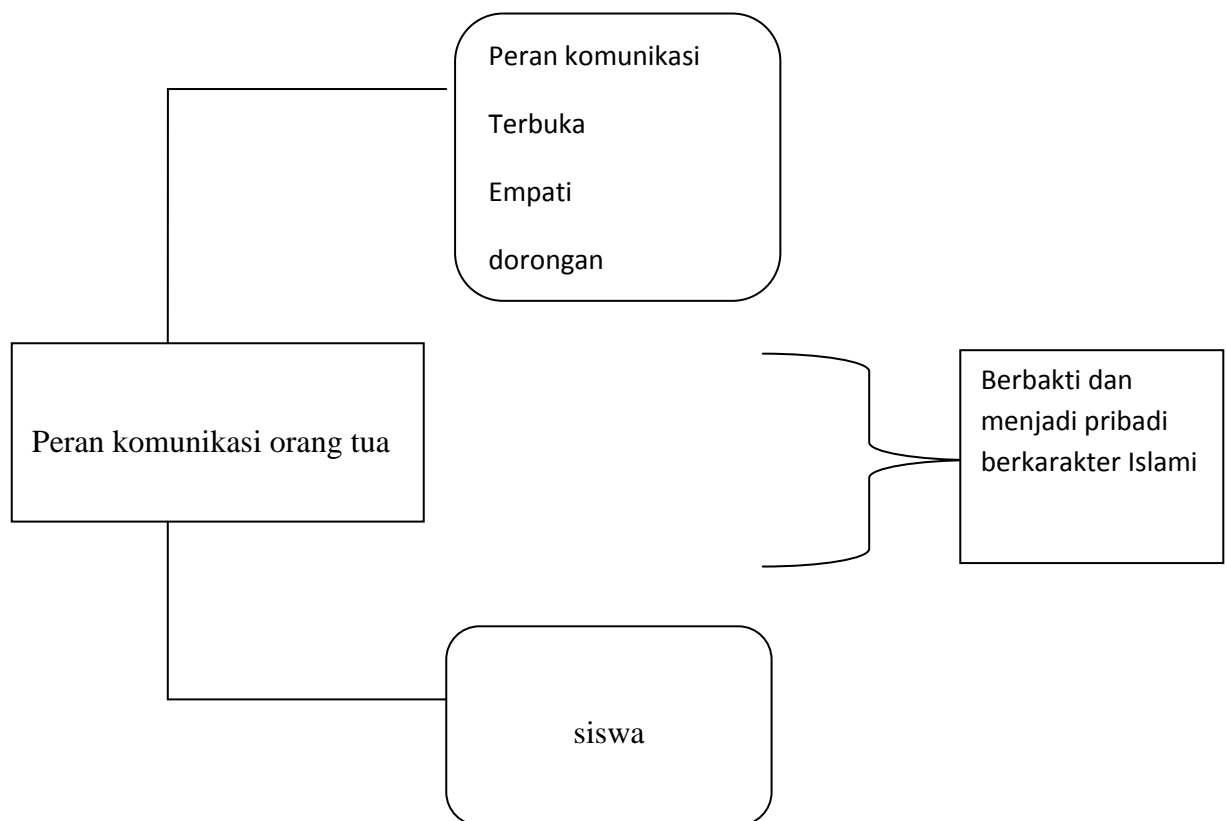 Peran komunikasi
Terbuka
Empati
dorongan
Peran komunikasi orang tua
Berbakti dan
menjadi pribadi
berkarakter Islami
siswa